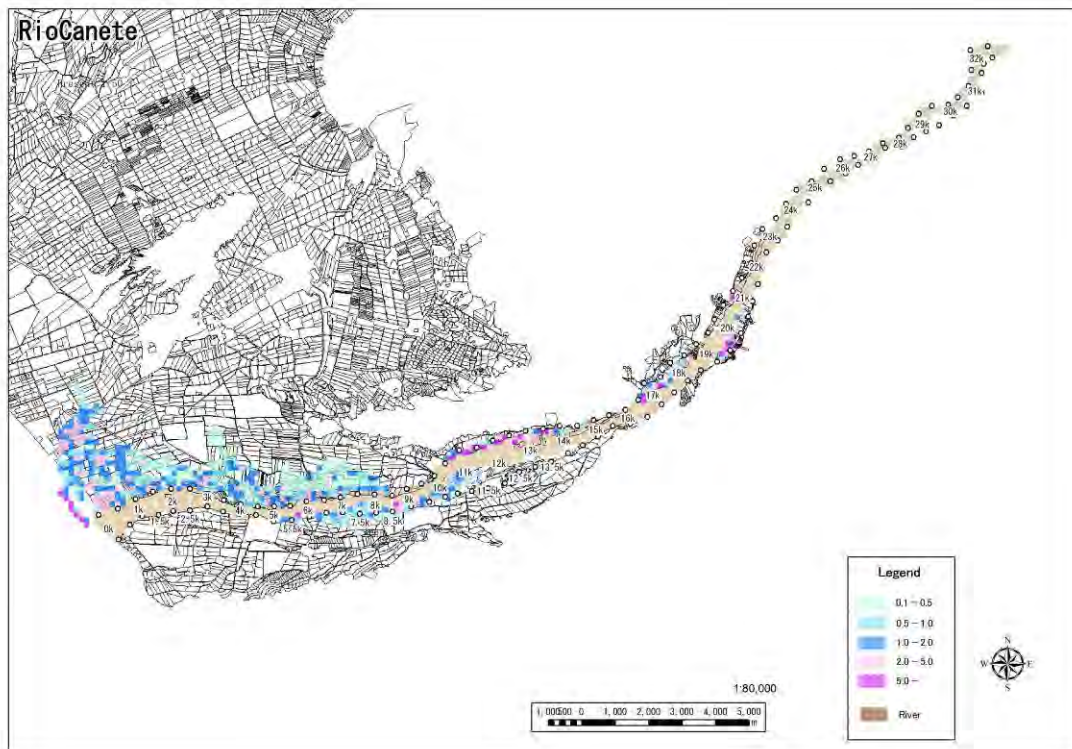 RioCanete
32k
31k
30k
29k
28k
27k
26k
25k
24k
23k
22k
21k
20k
19k
18k
17k
16k
15k
14k
13k
13.5k
12k
11k
11.5k
10k
9k
8k
8.5k
7k
7.5k
6k
5k
4k
3k
2k
2.5k
1k
0k
Legend
0.1-0.5
0.5-1.0
1.0-2.0
2.0-5.0
5.0-
River
N
W E
S
1:80,000
1,000500 0 1,000 2,000 3,000 4,000 5,000
m